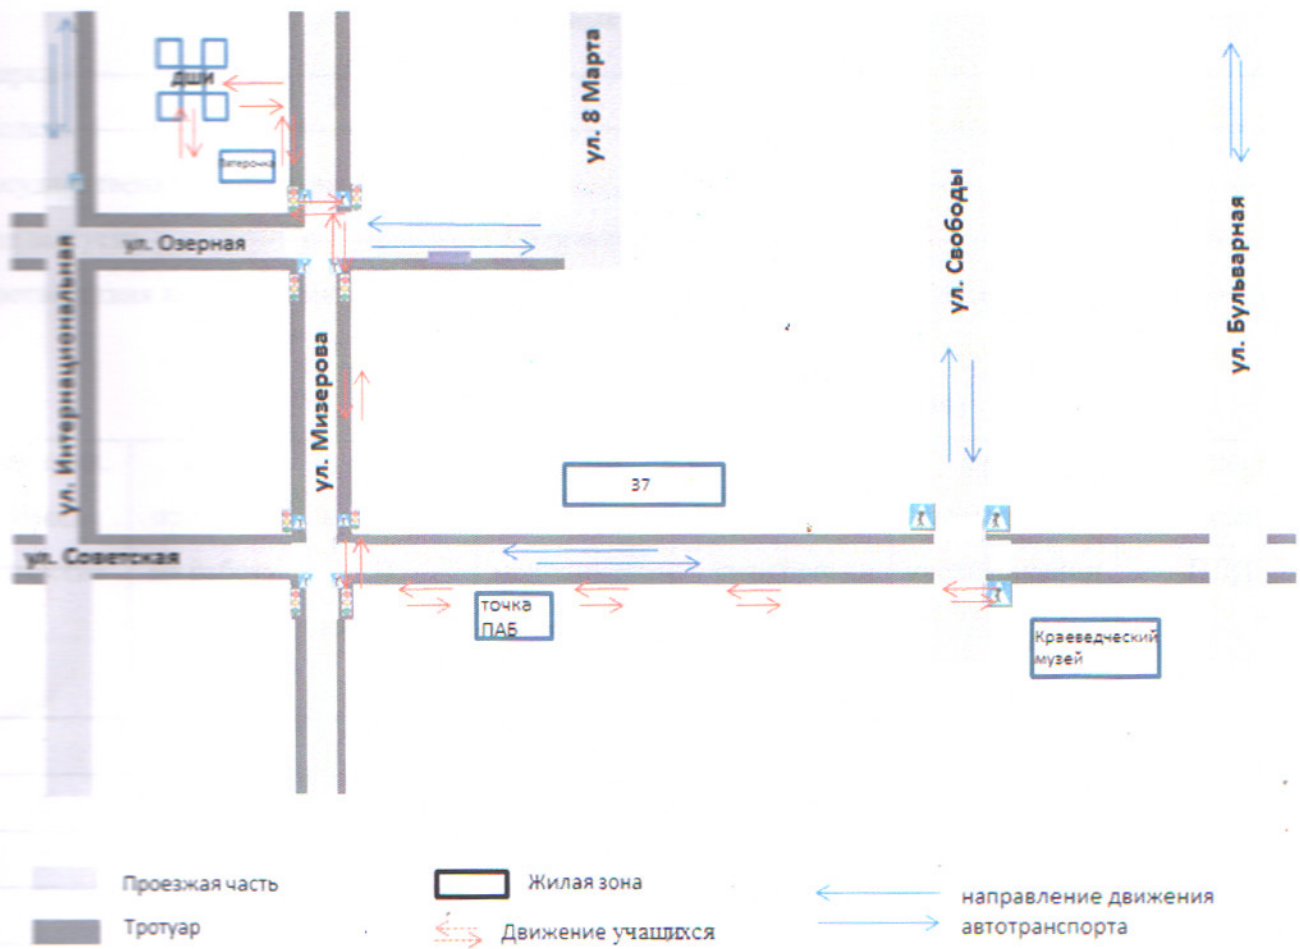 ДШИ
Пятерочка
ул. 8 Марта
ул. Свободы
ул. Бульварная
ул. Озерная
ул. Интернациональная
ул. Мизерова
37
ул. Советская
точка
ПАБ
Краеведческий
музей
Проезжая часть
Жилая зона
направление движения
Тротуар
Движение учащихся
автотранспорта